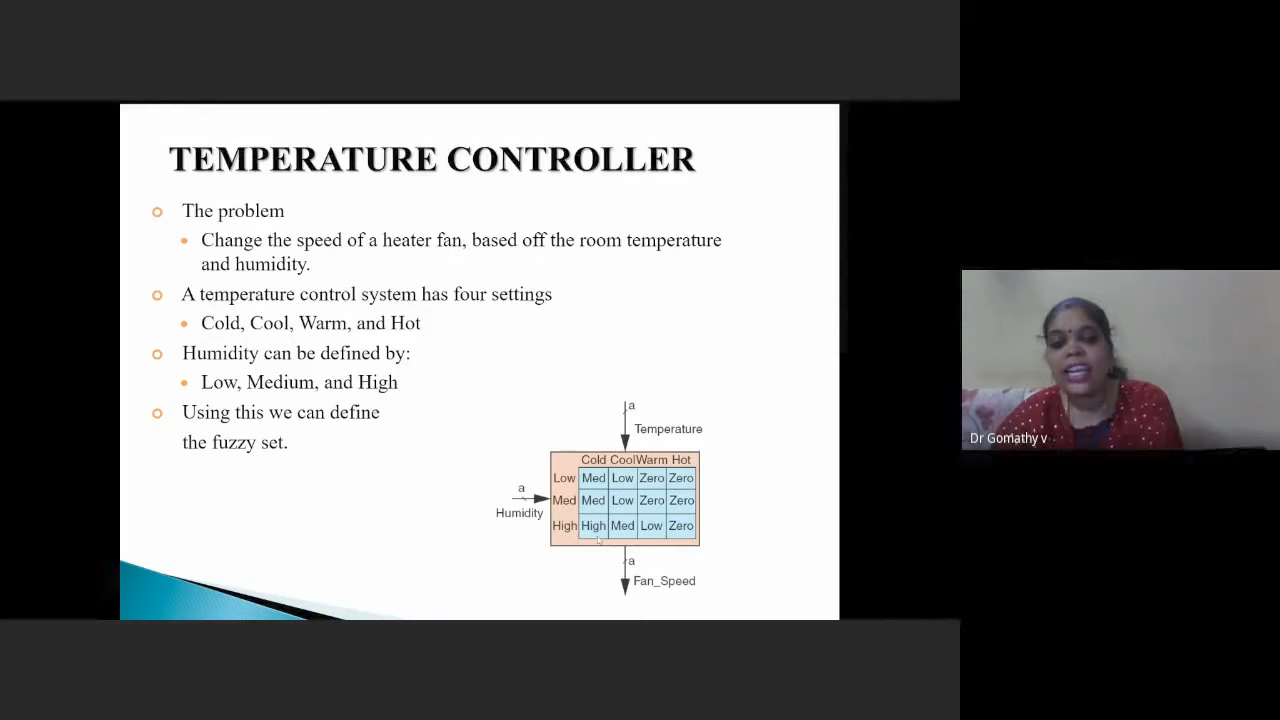 TEMPERATURE CONTROLLER
The problem
Change the speed of a heater fan, based off the room temperature
and humidity.
A temperature control system has four settings
Cold, Cool, Warm, and Hot
Humidity can be defined by:
Low, Medium, and High
Using this we can define
the fuzzy set.
a
Temperature
Cold Cool Warm Hot
Low Med Low Zero Zero
a
Humidity
Med Med Low Zero Zero
High High Med Low Zero
a
Fan_Speed
Dr Gomathy v